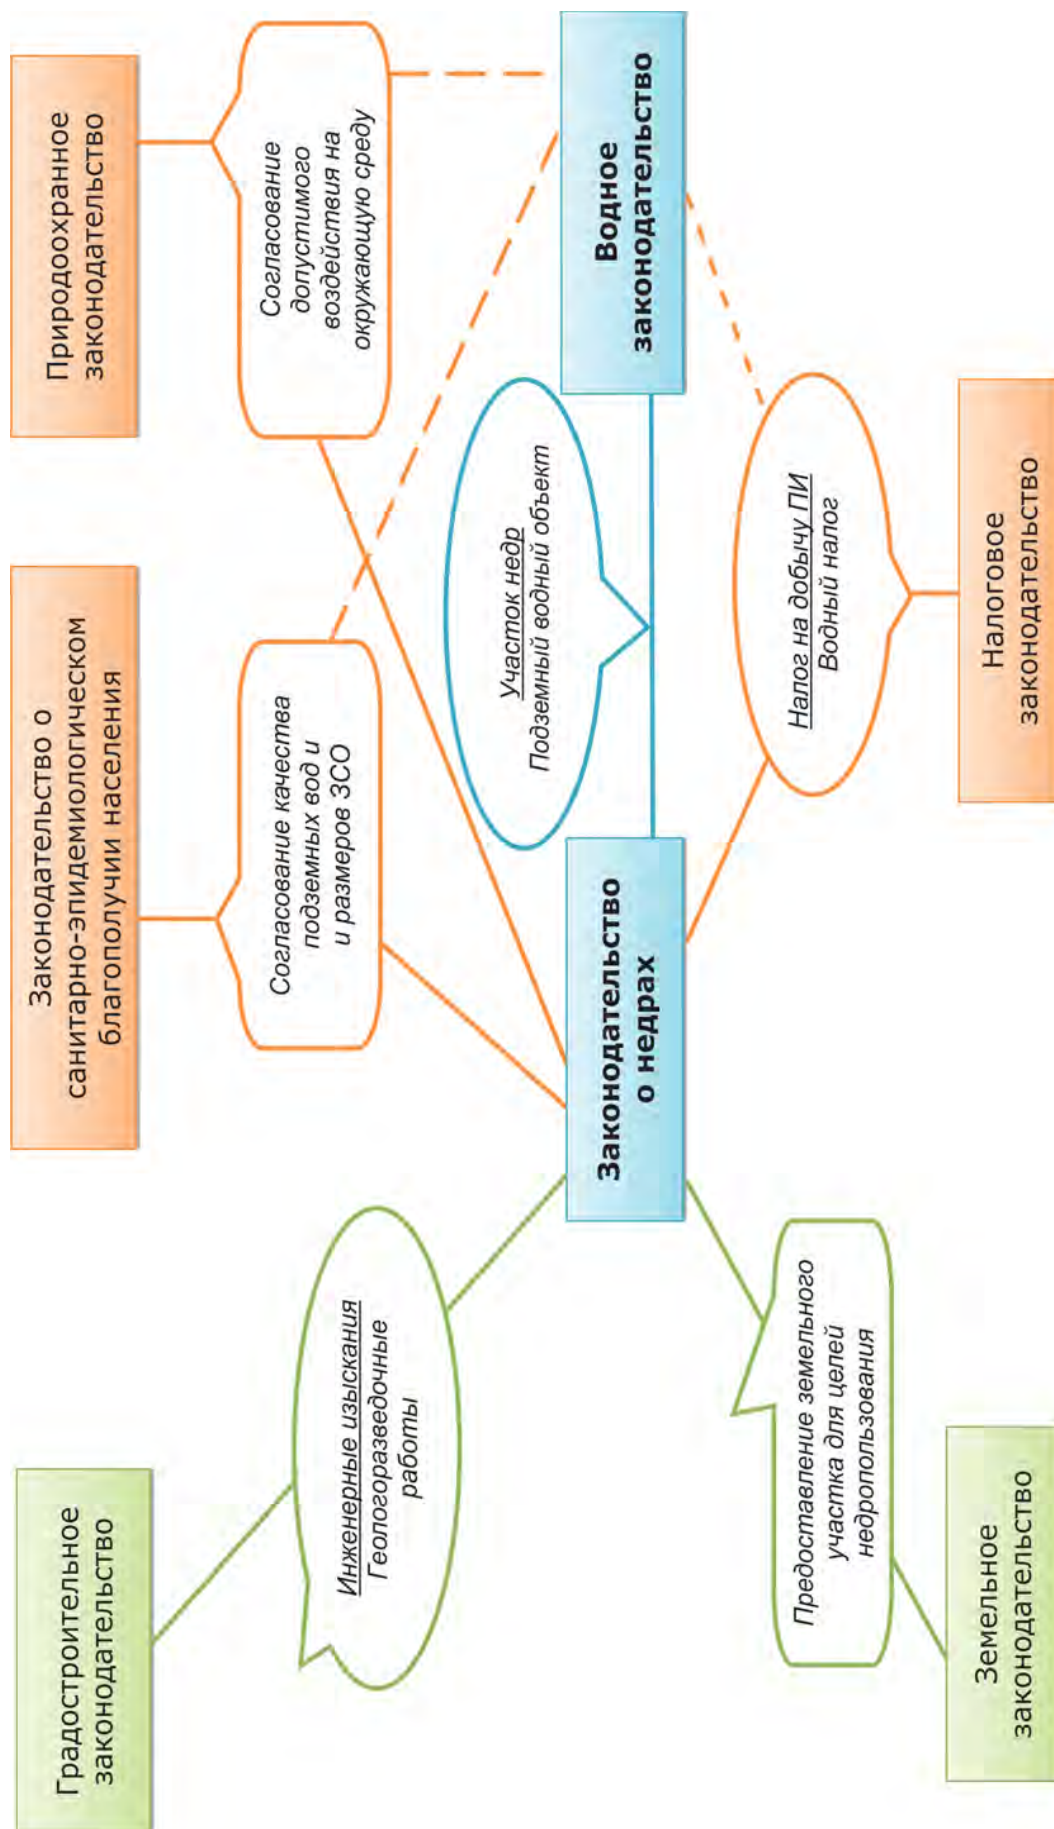 Градостроительное
законодательство
Законодательство о
санитарно-эпидемиологическом
благополучии населения
Природоохранное
законодательство
Инженерные изыскания
Геологоразведочные
работы
Согласование качества
подземных вод и
и размеров ЗСО
Согласование
допустимого
воздействия на
окружающую среду
Участок недр
Подземный водный объект
Законодательство
о недрах
Водное
законодательство
Предоставление земельного
участка для целей
недропользования
Налог на добычу ПИ
Водный налог
Земельное
законодательство
Налоговое
законодательство